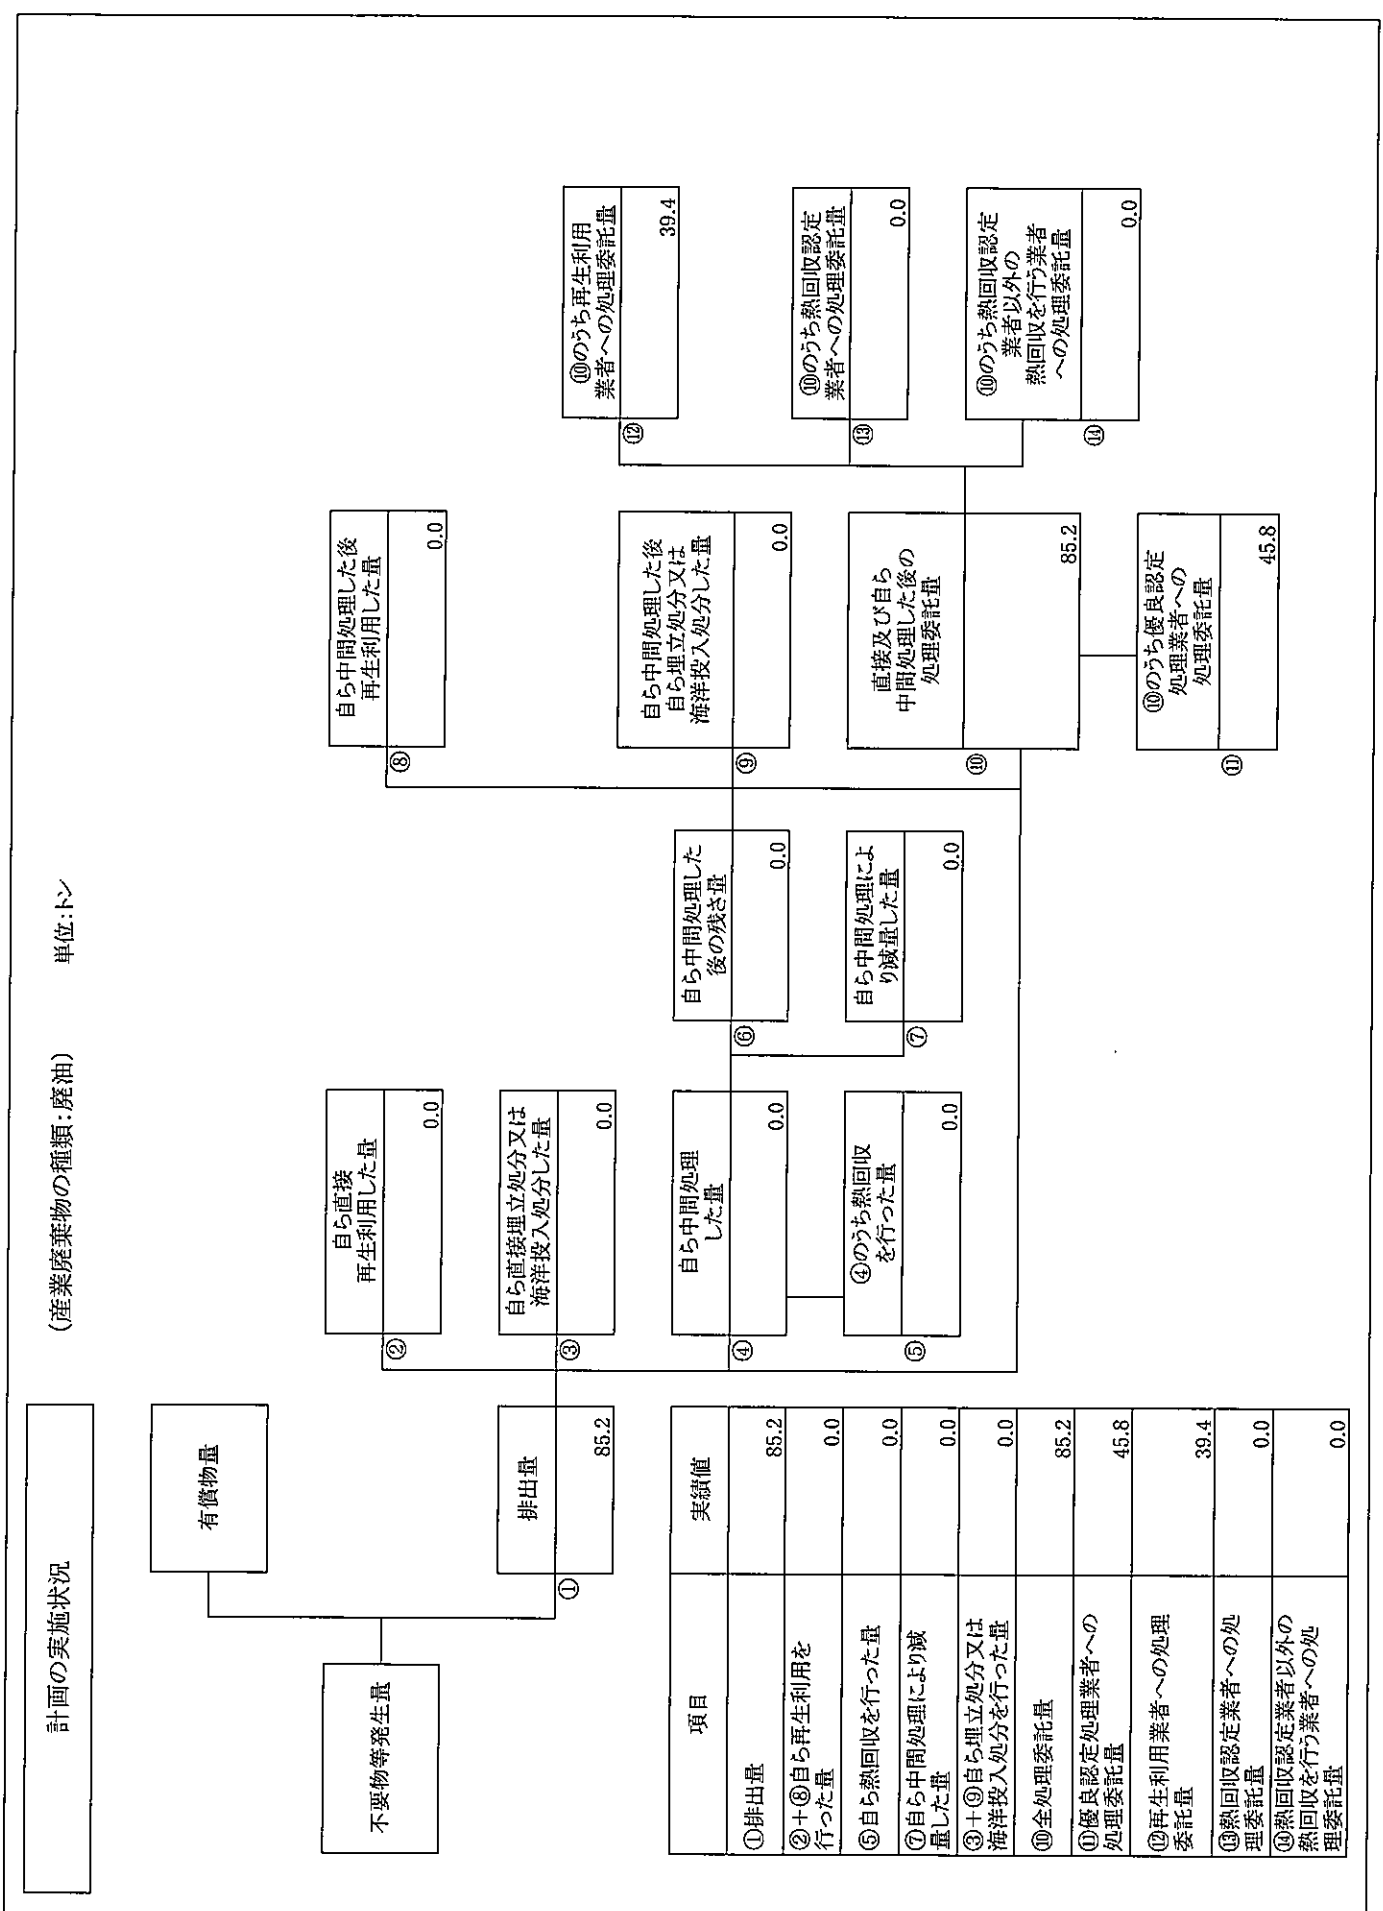 計画の実施状況
(産業廃棄物の種類:廃油)
単位:トン
不要物等発生量
有償物量
①
排出量
85.2
②
自ら直接
再生利用した量
0.0
③
自ら直接埋立処分又は
海洋投入処分した量
0.0
④
自ら中間処理
した量
0.0
⑤
④のうち熱回収
を行った量
0.0
⑥
自ら中間処理した
後の残さ量
0.0
⑦
自ら中間処理によ
り減量した量
0.0
⑧
自ら中間処理した後
再生利用した量
0.0
⑨
自ら中間処理した後
自ら埋立処分又は
海洋投入処分した量
0.0
⑩
直接及び自ら
中間処理した後の
処理委託量
85.2
⑪
⑩のうち優良認定
処理業者への
処理委託量
45.8
⑫
⑩のうち再生利用
業者への処理委託量
39.4
⑬
⑩のうち熱回収認定
業者への処理委託量
0.0
⑭
⑩のうち熱回収認定
業者以外の
熱回収を行う業者
への処理委託量
0.0
項目
実績値
①排出量
85.2
②+⑧自ら再生利用を
行った量
0.0
⑤自ら熱回収を行った量
0.0
⑦自ら中間処理により減
量した量
0.0
③+⑨自ら埋立処分又は
海洋投入処分を行った量
0.0
⑩全処理委託量
85.2
⑪優良認定処理業者への
処理委託量
45.8
⑫再生利用業者への処理
委託量
39.4
⑬熱回収認定業者への処
理委託量
0.0
⑭熱回収認定業者以外の
熱回収を行う業者への処
理委託量
0.0